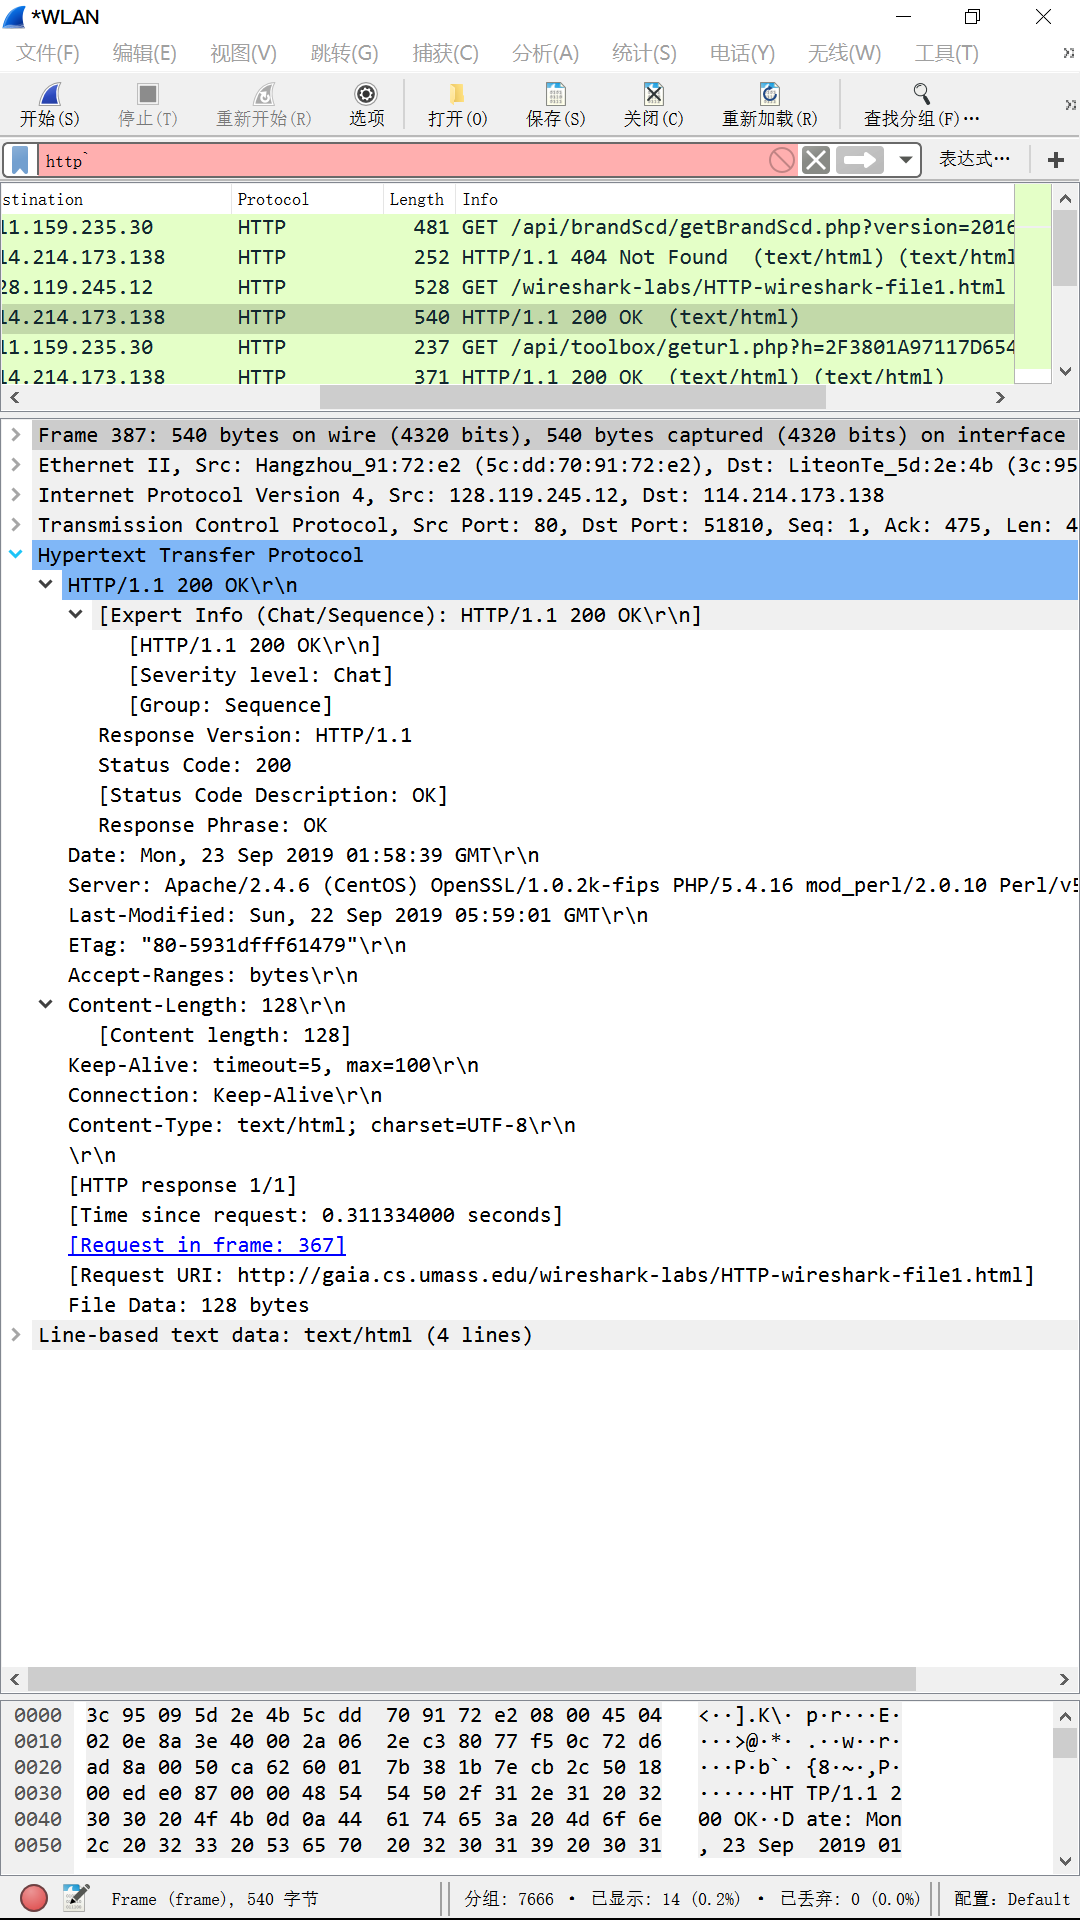 *WLAN
文件(F) 编辑(E) 视图(V) 跳转(G) 捕获(C) 分析(A) 统计(S) 电话(Y) 无线(W) 工具(T) »
开始(S) 停止(T) 重新开始(R) 选项 打开(O) 保存(S) 关闭(C) 重新加载(R) 查找分组(F)… »
http` 表达式… +
stination Protocol Length Info
11.159.235.30 HTTP 481 GET /api/brandScd/getBrandScd.php?version=2016
14.214.173.138 HTTP 252 HTTP/1.1 404 Not Found (text/html) (text/html
28.119.245.12 HTTP 528 GET /wireshark-labs/HTTP-wireshark-file1.html
14.214.173.138 HTTP 540 HTTP/1.1 200 OK (text/html)
11.159.235.30 HTTP 237 GET /api/toolbox/geturl.php?h=2F3801A97117D654
14.214.173.138 HTTP 371 HTTP/1.1 200 OK (text/html) (text/html)
Frame 387: 540 bytes on wire (4320 bits), 540 bytes captured (4320 bits) on interface
Ethernet II, Src: Hangzhou_91:72:e2 (5c:dd:70:91:72:e2), Dst: LiteonTe_5d:2e:4b (3c:95
Internet Protocol Version 4, Src: 128.119.245.12, Dst: 114.214.173.138
Transmission Control Protocol, Src Port: 80, Dst Port: 51810, Seq: 1, Ack: 475, Len: 4
Hypertext Transfer Protocol
HTTP/1.1 200 OK\r\n
[Expert Info (Chat/Sequence): HTTP/1.1 200 OK\r\n]
[HTTP/1.1 200 OK\r\n]
[Severity level: Chat]
[Group: Sequence]
Response Version: HTTP/1.1
Status Code: 200
[Status Code Description: OK]
Response Phrase: OK
Date: Mon, 23 Sep 2019 01:58:39 GMT\r\n
Server: Apache/2.4.6 (CentOS) OpenSSL/1.0.2k-fips PHP/5.4.16 mod_perl/2.0.10 Perl/v5
Last-Modified: Sun, 22 Sep 2019 05:59:01 GMT\r\n
ETag: "80-5931dfff61479"\r\n
Accept-Ranges: bytes\r\n
Content-Length: 128\r\n
[Content length: 128]
Keep-Alive: timeout=5, max=100\r\n
Connection: Keep-Alive\r\n
Content-Type: text/html; charset=UTF-8\r\n
\r\n
[HTTP response 1/1]
[Time since request: 0.311334000 seconds]
[Request in frame: 367]
[Request URI: http://gaia.cs.umass.edu/wireshark-labs/HTTP-wireshark-file1.html]
File Data: 128 bytes
Line-based text data: text/html (4 lines)
0000 3c 95 09 5d 2e 4b 5c dd 70 91 72 e2 08 00 45 04 <··].K\· p·r···E·
0010 02 0e 8a 3e 40 00 2a 06 2e c3 80 77 f5 0c 72 d6 ···>@·*· .··w··r·
0020 ad 8a 00 50 ca 62 60 01 7b 38 1b 7e cb 2c 50 18 ···P·b`· {8·~·,P·
0030 00 ed e0 87 00 00 48 54 54 50 2f 31 2e 31 20 32 ······HT TP/1.1 2
0040 30 30 20 4f 4b 0d 0a 44 61 74 65 3a 20 4d 6f 6e 00 OK··D ate: Mon
0050 2c 20 32 33 20 53 65 70 20 32 30 31 39 20 30 31 , 23 Sep 2019 01
Frame (frame), 540 字节 分组: 7666 · 已显示: 14 (0.2%) · 已丢弃: 0 (0.0%) 配置: Default